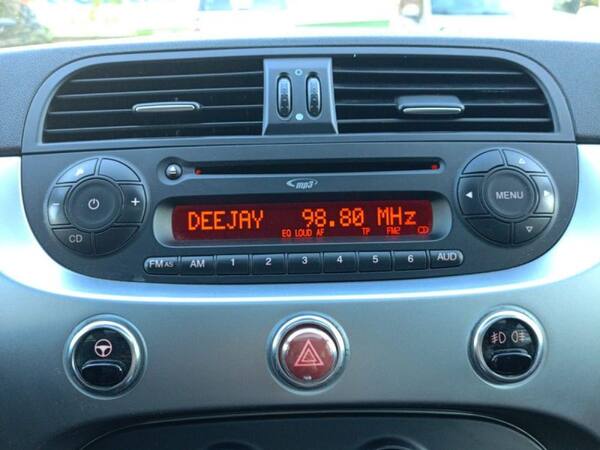 mp3
DEEJAY 98.80 MHz
EQ LOUD AF TP FM2 CD
+ MENU
CD
FM AS AM 1 2 3 4 5 6 AUD